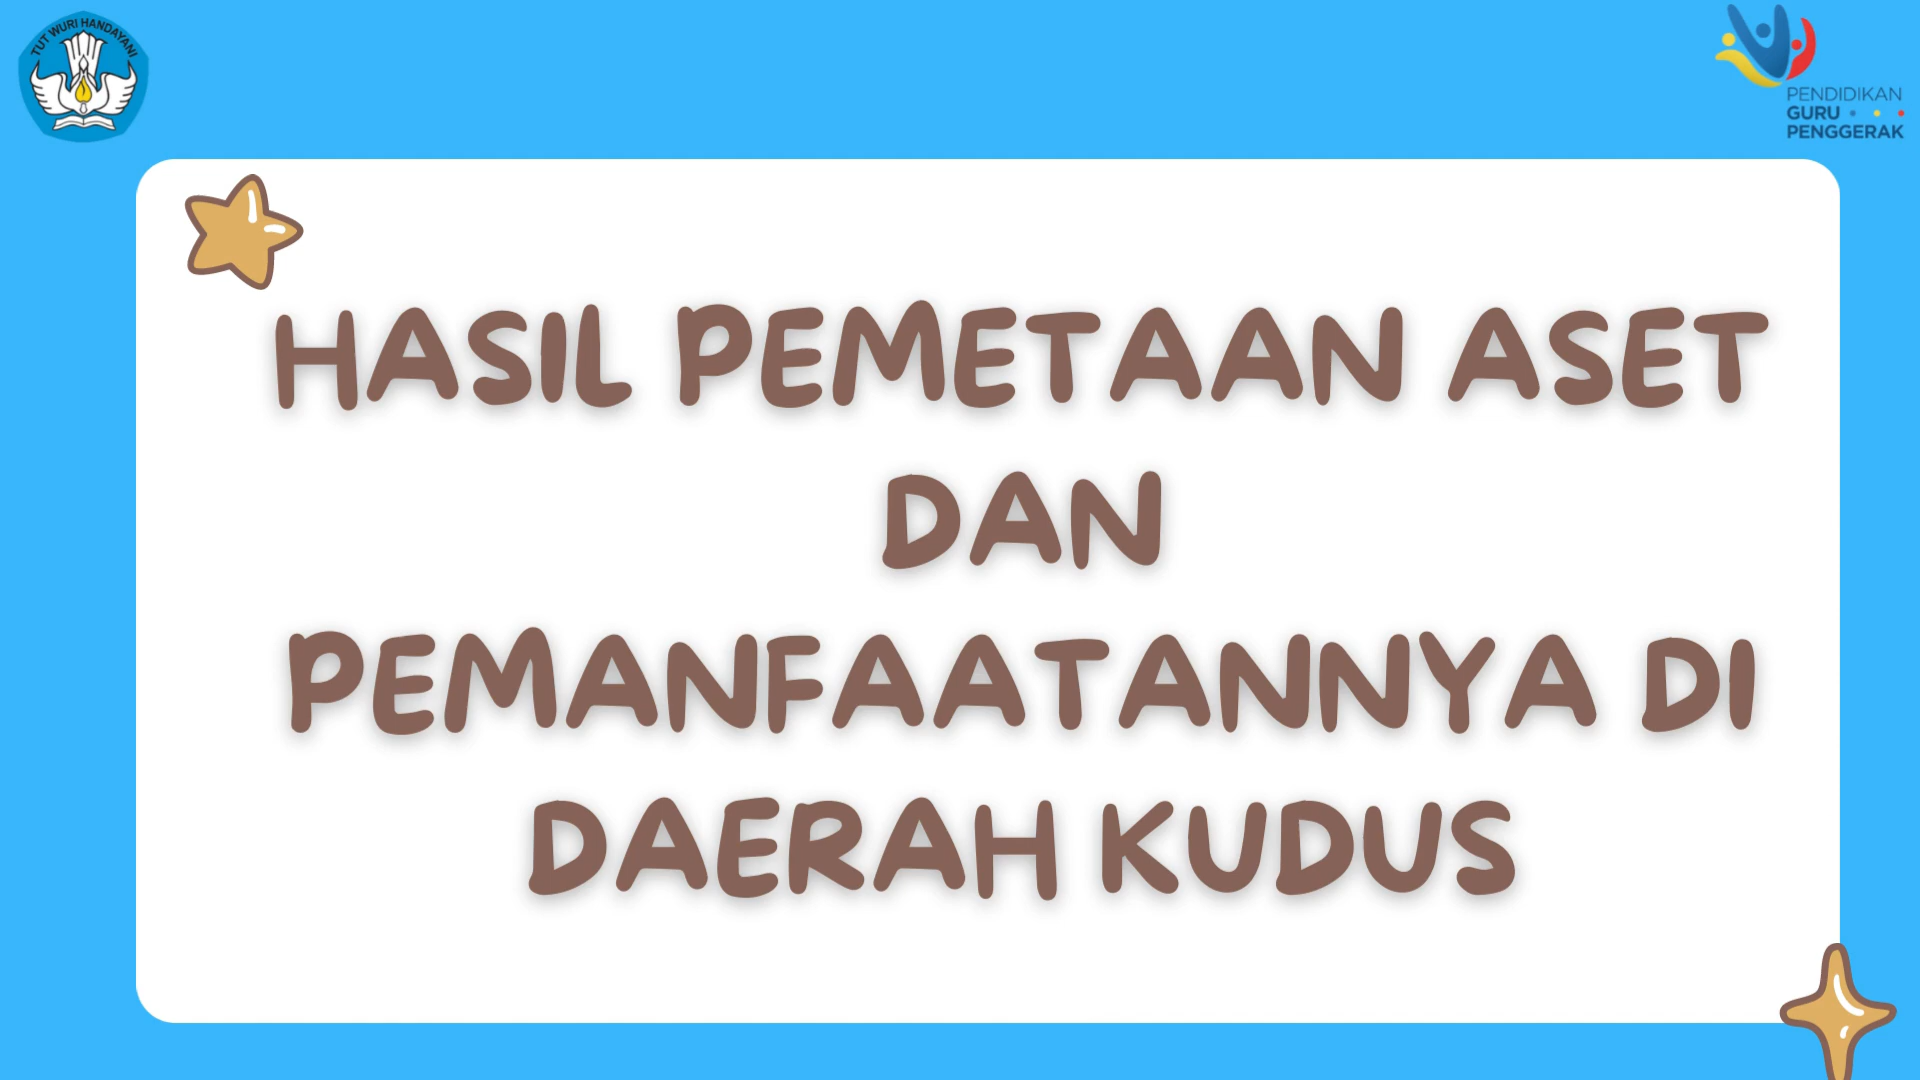 TUT WURI HANDAYANI
PENDIDIKAN
GURU
PENGGERAK
HASIL PEMETAAN ASET
DAN
PEMANFAATANNYA DI
DAERAH KUDUS